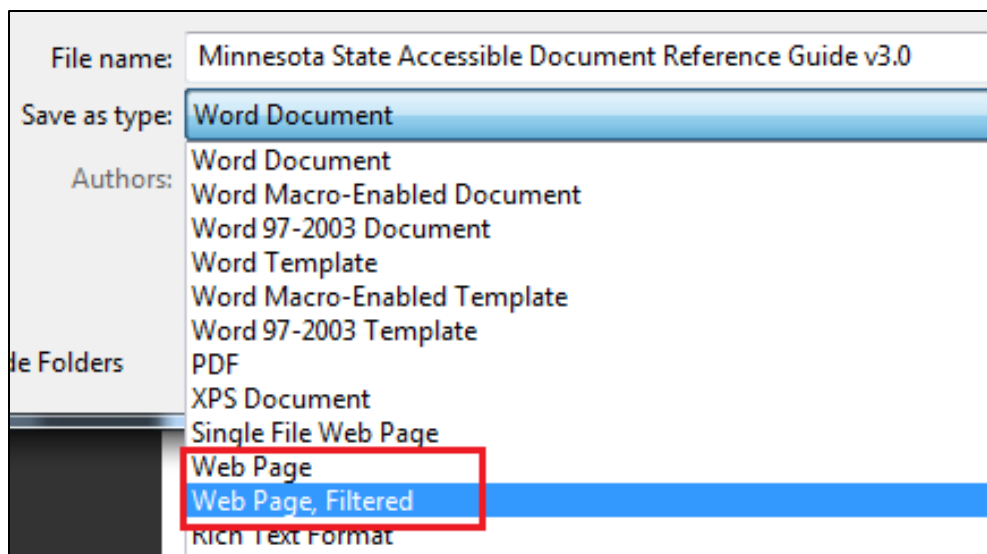 File name: Minnesota State Accessible Document Reference Guide v3.0
Save as type: Word Document
Authors:
Word Document
Word Macro-Enabled Document
Word 97-2003 Document
Word Template
Word Macro-Enabled Template
Word 97-2003 Template
de Folders
PDF
XPS Document
Single File Web Page
Web Page
Web Page, Filtered
Rich Text Format